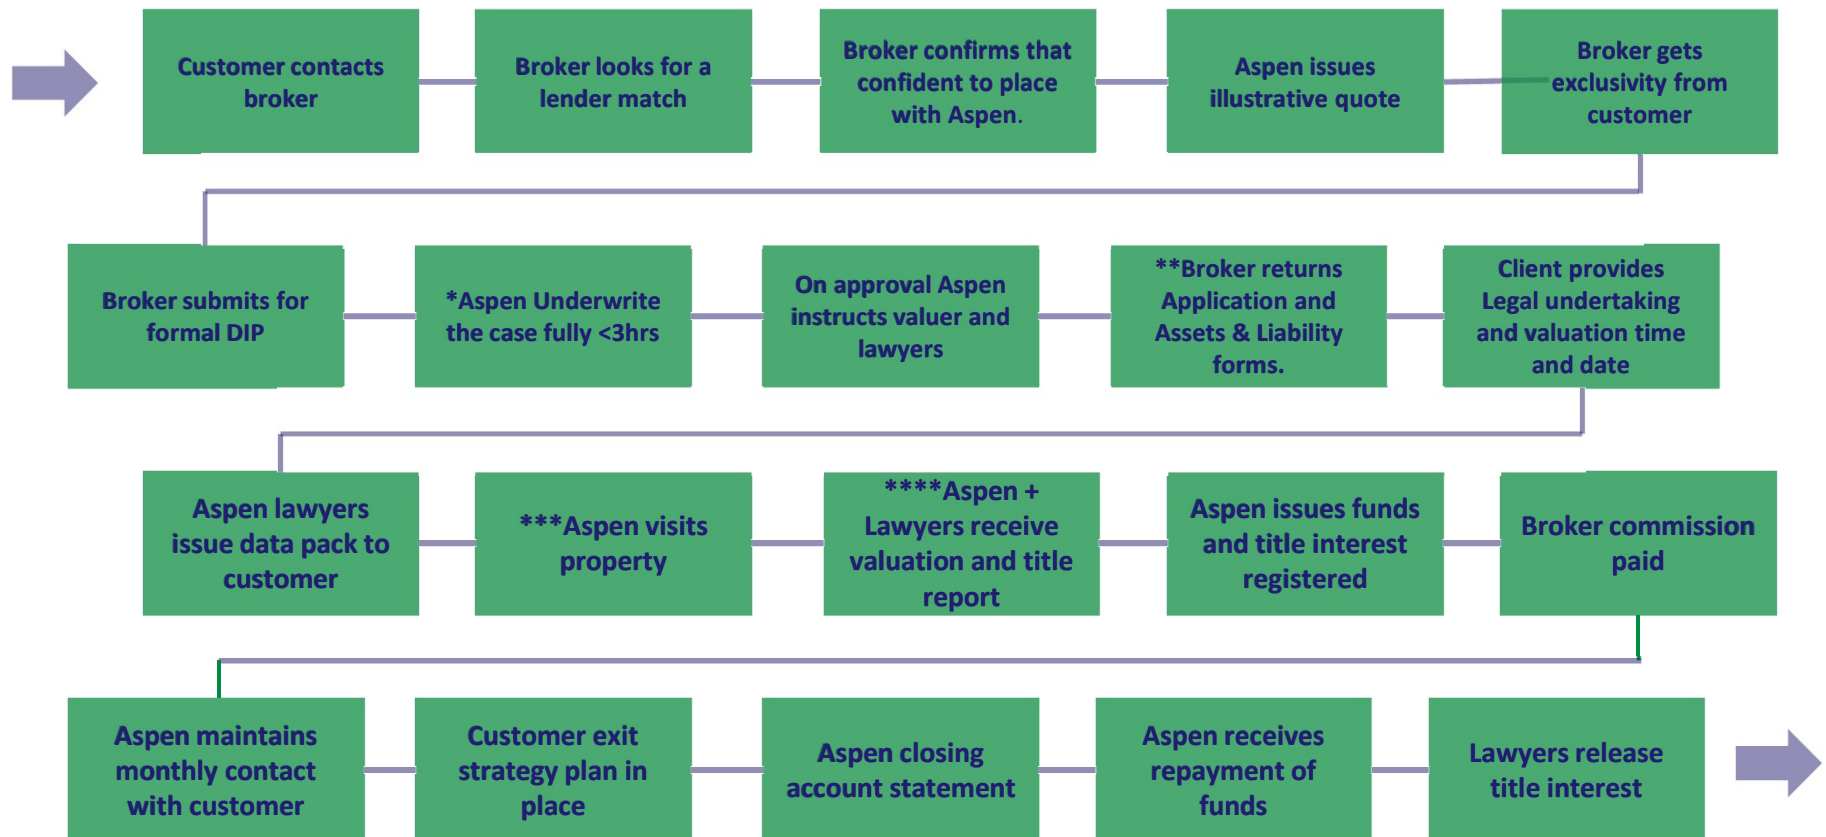 Customer contacts
broker
Broker looks for a
lender match
Broker confirms that
confident to place
with Aspen.
Aspen issues
illustrative quote
Broker gets
exclusivity from
customer
Broker submits for
formal DIP
*Aspen Underwrite
the case fully <3hrs
On approval Aspen
instructs valuer and
lawyers
**Broker returns
Application and
Assets & Liability
forms.
Client provides
Legal undertaking
and valuation time
and date
Aspen lawyers
issue data pack to
customer
***Aspen visits
property
****Aspen +
Lawyers receive
valuation and title
report
Aspen issues funds
and title interest
registered
Broker commission
paid
Aspen maintains
monthly contact
with customer
Customer exit
strategy plan in
place
Aspen closing
account statement
Aspen receives
repayment of
funds
Lawyers release
title interest